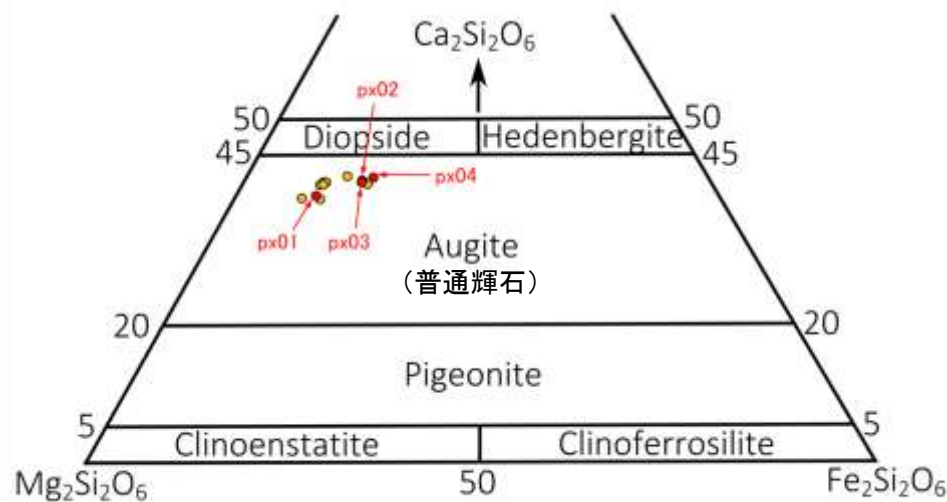 Ca₂Si₂O₆
px02
50 50
Diopside Hedenbergite
45 45
px04
px01 px03
Augite
（普通輝石）
20 20
Pigeonite
5 5
Clinoenstatite Clinoferrosilite
Mg₂Si₂O₆ 50 Fe₂Si₂O₆